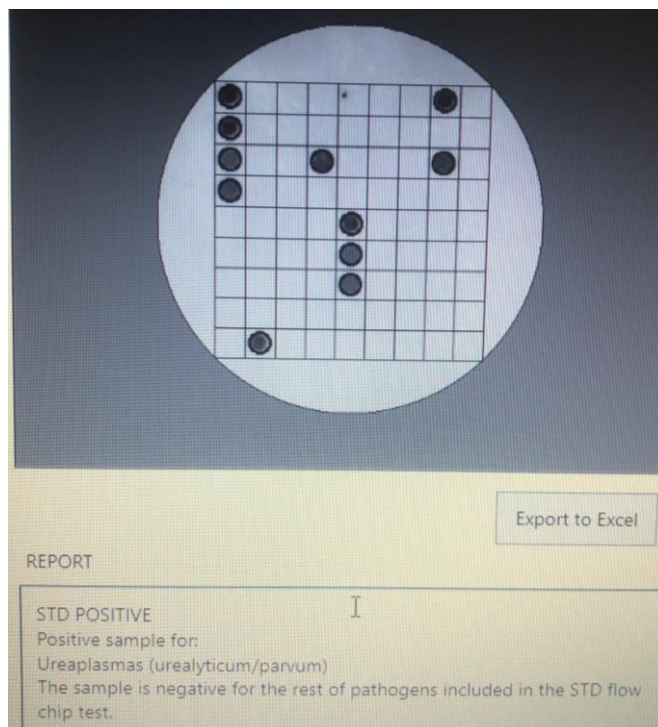 Export to Excel
REPORT
STD POSITIVE
Positive sample for:
Ureaplasmas (urealyticum/parvum)
The sample is negative for the rest of pathogens included in the STD flow
chip test.